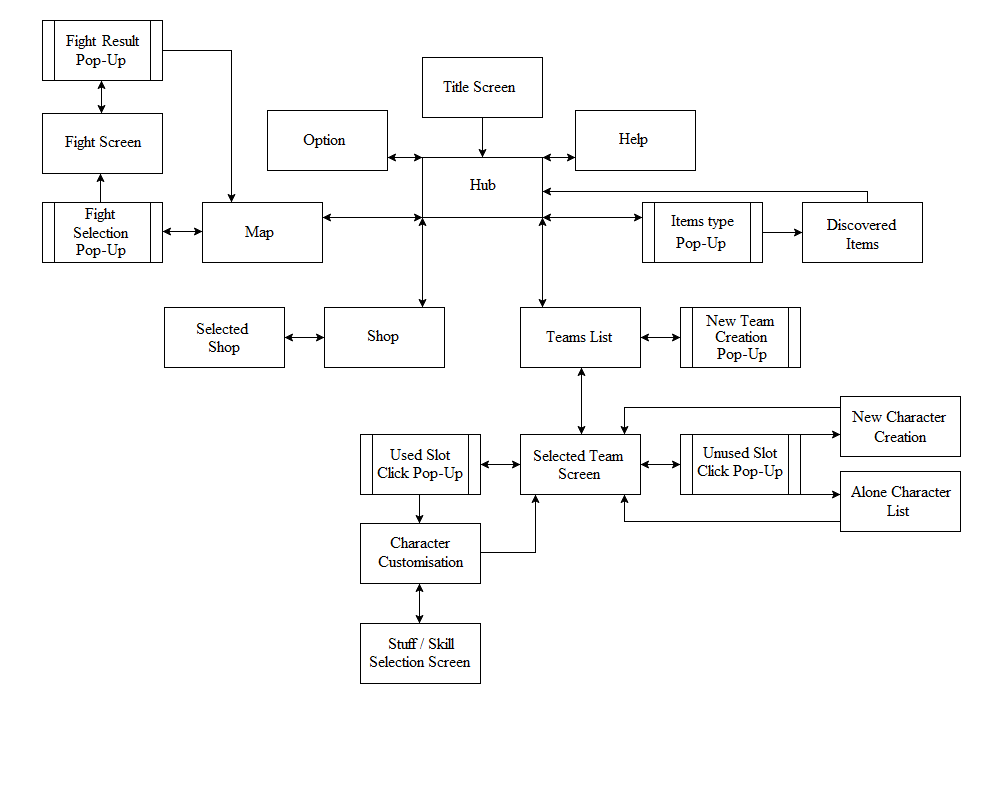 Fight Result
Pop-Up
Title Screen
Option
Help
Fight Screen
Hub
Fight
Selection
Pop-Up
Map
Items type
Pop-Up
Discovered
Items
Selected
Shop
Shop
Teams List
New Team
Creation
Pop-Up
New Character
Creation
Used Slot
Click Pop-Up
Selected Team
Screen
Unused Slot
Click Pop-Up
Alone Character
List
Character
Customisation
Stuff / Skill
Selection Screen